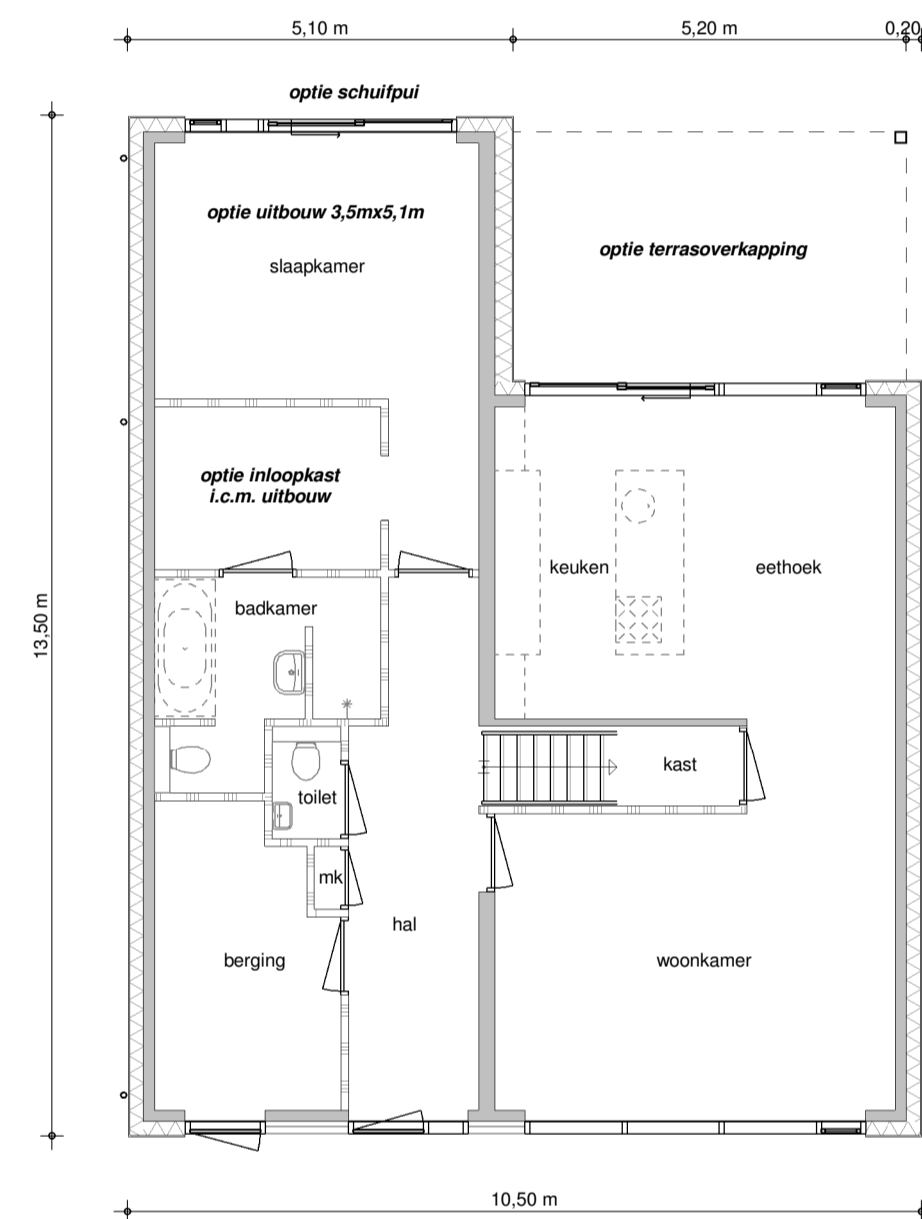 5,10 m
5,20 m
0,20
optie schuifpui
optie uitbouw 3,5mx5,1m
slaapkamer
optie terrasoverkapping
optie inloopkast
i.c.m. uitbouw
keuken
eethoek
badkamer
13,50 m
kast
toilet
mk
hal
berging
woonkamer
10,50 m